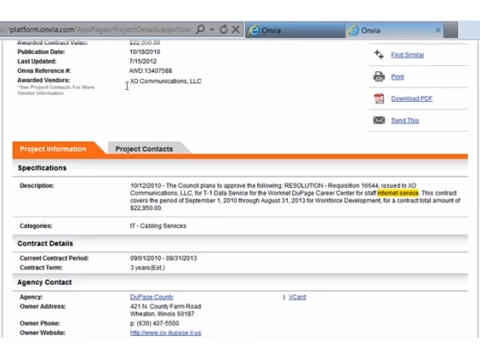 platform.onvia.com/AppPages/ProjectDetails.aspx?dist
Onvia
Onvia
Awarded Contract Value: $22,950.00
Publication Date: 10/18/2010
Last Updated: 7/15/2012
Onvia Reference #: AWD:13407588
Awarded Vendors: XO Communications, LLC
*See Project Contacts For More
Vendor Information
Find Similar
Print
Download PDF
Send This
Project Information
Project Contacts
Specifications
Description: 10/12/2010 - The Council plans to approve the following: RESOLUTION - Requisition 16544, issued to XO
Communications, LLC, for T-1 Data Service for the Worknet DuPage Career Center for staff internet service. This contract
covers the period of September 1, 2010 through August 31, 2013 for Workforce Development, for a contract total amount of
$22,950.00.
Categories: IT - Cabling Services
Contract Details
Current Contract Period: 09/01/2010 - 08/31/2013
Contract Term: 3 years(Est.)
Agency Contact
Agency: DuPage County | VCard
Owner Address: 421 N. County Farm Road
Wheaton, Illinois 60187
Owner Phone: p: (630) 407-5500
Owner Website: http://www.co.dupage.il.us